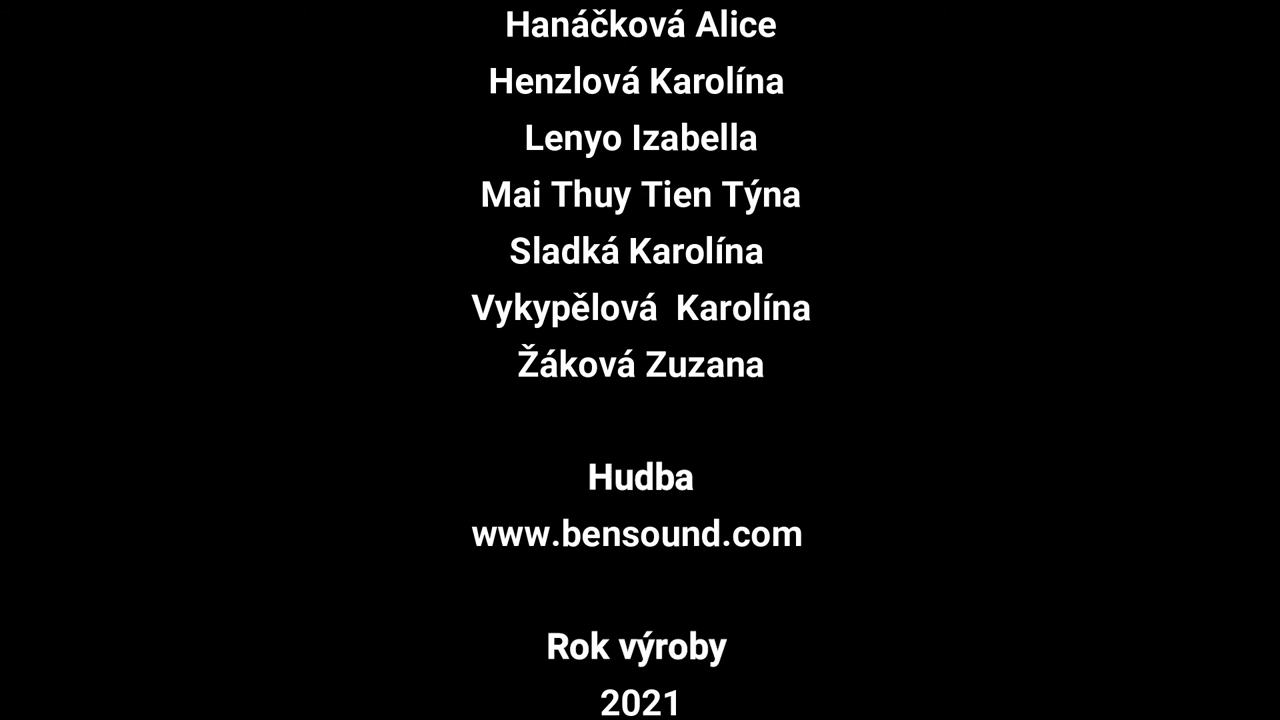 Hanáčková Alice
Henzlová Karolína
Lenyo Izabella
Mai Thuy Tien Týna
Sladká Karolína
Vykypělová  Karolína
Žáková Zuzana
Hudba
www.bensound.com
Rok výroby
2021